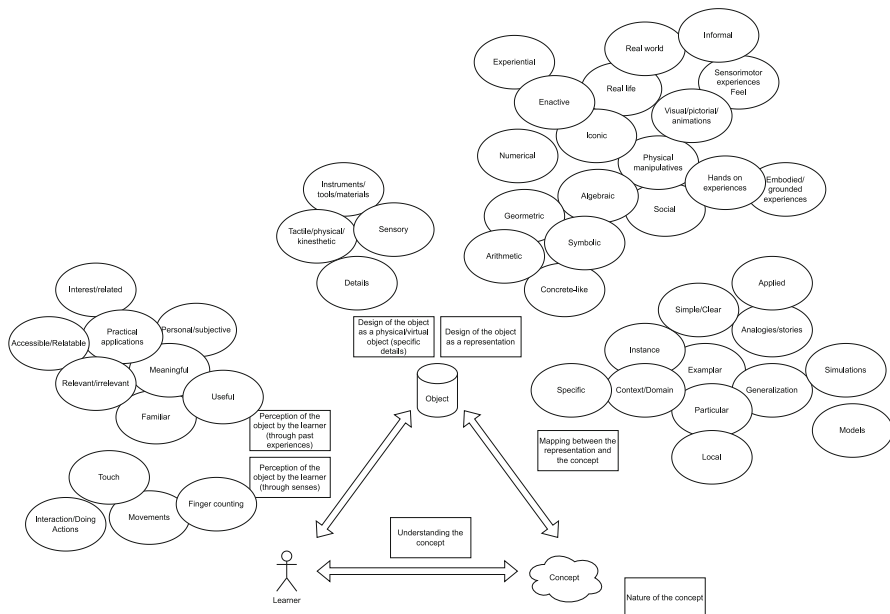 Experiential
Real world
Informal
Enactive
Real life
Sensorimotor
experiences
Feel
Visual/pictorial/
animations
Iconic
Numerical
Physical
manipulatives
Hands on
experiences
Embodied/
grounded
experiences
Algebraic
Social
Geormetric
Symbolic
Arithmetic
Concrete-like
Instruments/
tools/materials
Tactile/physical/
kinesthetic
Sensory
Details
Interest/related
Accessible/Relatable
Practical
applications
Personal/subjective
Relevant/irrelevant
Meaningful
Familiar
Useful
Design of the object
as a physical/virtual
object (specific
details)
Design of the object
as a representation
Object
Applied
Simple/Clear
Analogies/stories
Instance
Examplar
Simulations
Specific
Context/Domain
Generalization
Particular
Models
Local
Perception of the
object by the learner
(through past
experiences)
Perception of the
object by the learner
(through senses)
Mapping between the
representation and
the concept
Touch
Interaction/Doing
Actions
Movements
Finger counting
Understanding the
concept
Learner
Concept
Nature of the concept